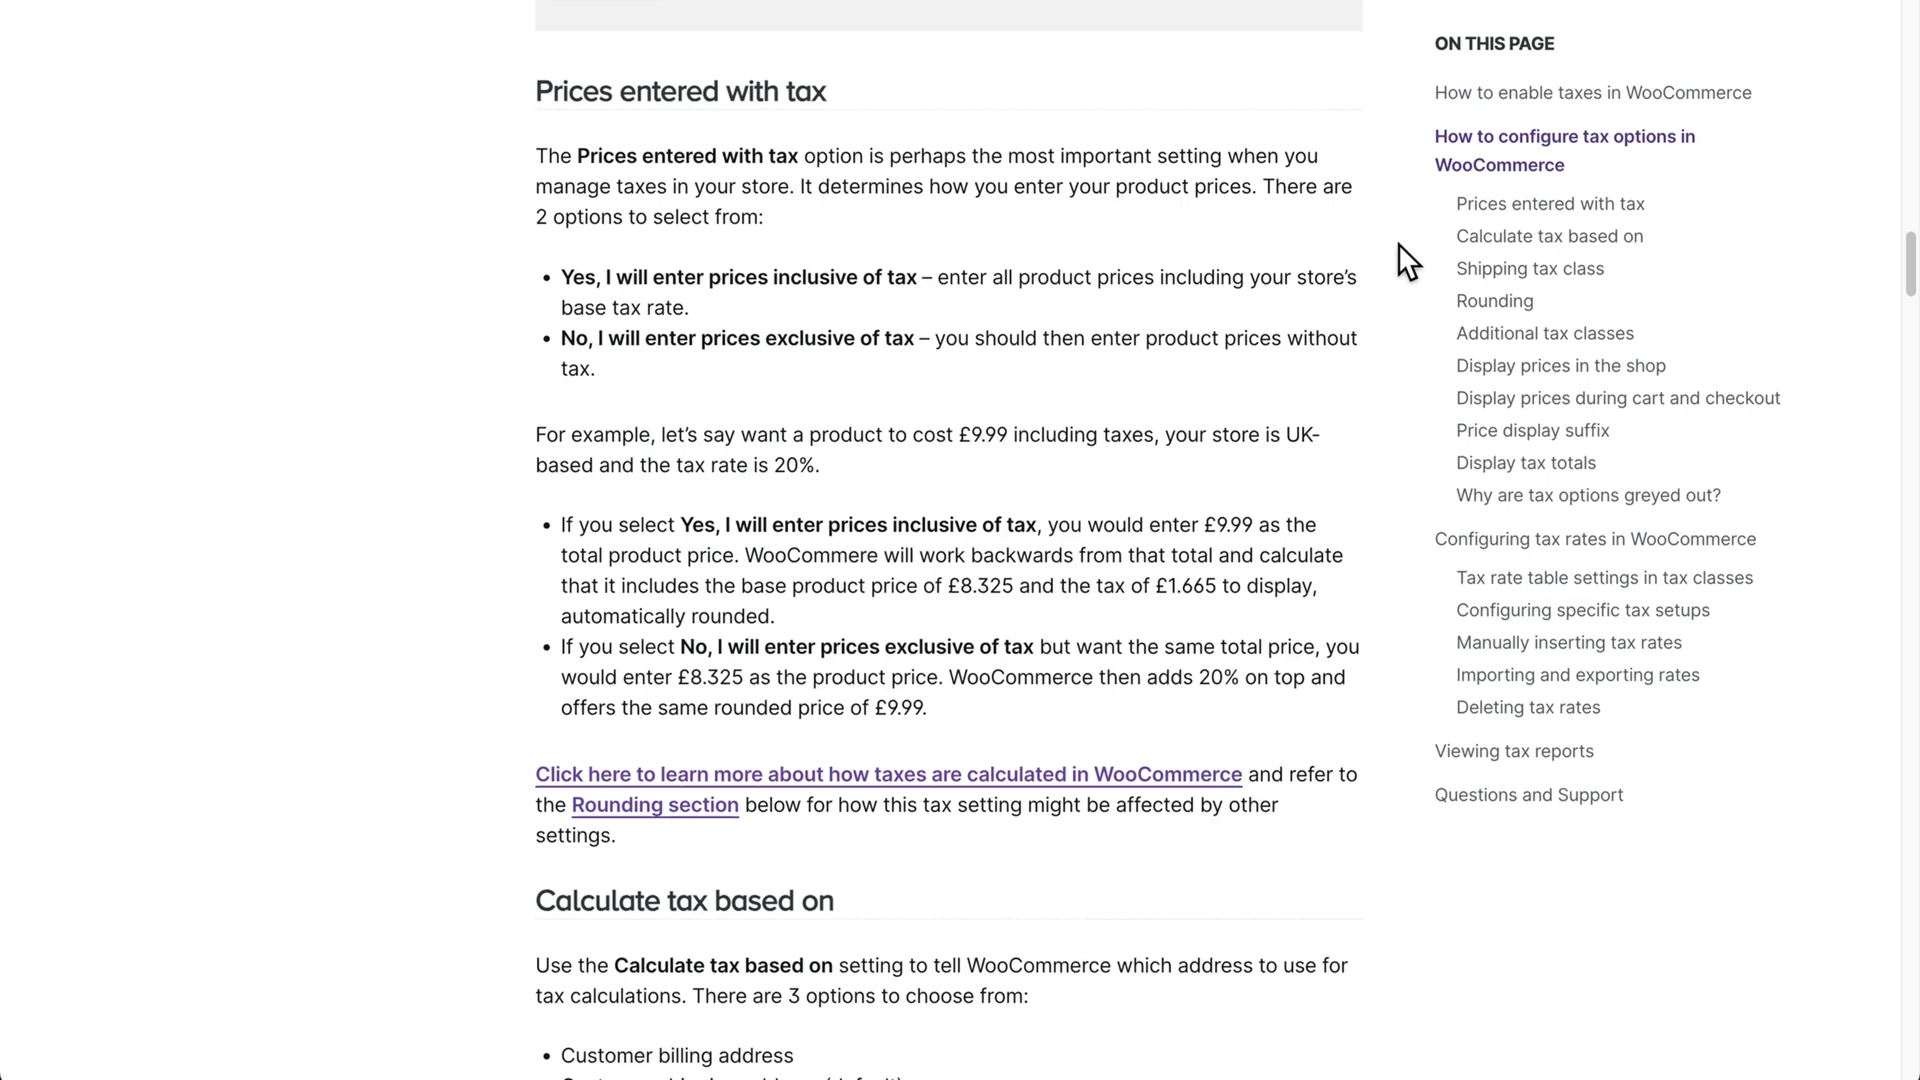 Prices entered with tax
The Prices entered with tax option is perhaps the most important setting when you
manage taxes in your store. It determines how you enter your product prices. There are
2 options to select from:
• Yes, I will enter prices inclusive of tax – enter all product prices including your store’s
base tax rate.
• No, I will enter prices exclusive of tax – you should then enter product prices without
tax.
For example, let’s say want a product to cost £9.99 including taxes, your store is UK-
based and the tax rate is 20%.
• If you select Yes, I will enter prices inclusive of tax, you would enter £9.99 as the
total product price. WooCommere will work backwards from that total and calculate
that it includes the base product price of £8.325 and the tax of £1.665 to display,
automatically rounded.
• If you select No, I will enter prices exclusive of tax but want the same total price, you
would enter £8.325 as the product price. WooCommerce then adds 20% on top and
offers the same rounded price of £9.99.
Click here to learn more about how taxes are calculated in WooCommerce and refer to
the Rounding section below for how this tax setting might be affected by other
settings.
Calculate tax based on
Use the Calculate tax based on setting to tell WooCommerce which address to use for
tax calculations. There are 3 options to choose from:
• Customer billing address
ON THIS PAGE
How to enable taxes in WooCommerce
How to configure tax options in
WooCommerce
Prices entered with tax
Calculate tax based on
Shipping tax class
Rounding
Additional tax classes
Display prices in the shop
Display prices during cart and checkout
Price display suffix
Display tax totals
Why are tax options greyed out?
Configuring tax rates in WooCommerce
Tax rate table settings in tax classes
Configuring specific tax setups
Manually inserting tax rates
Importing and exporting rates
Deleting tax rates
Viewing tax reports
Questions and Support